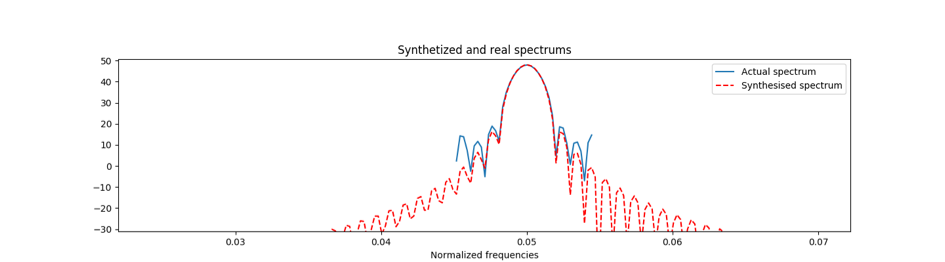 Synthetized and real spectrums
50
40
30
20
10
0
−10
−20
−30
Actual spectrum
Synthesised spectrum
0.03 0.04 0.05 0.06 0.07
Normalized frequencies